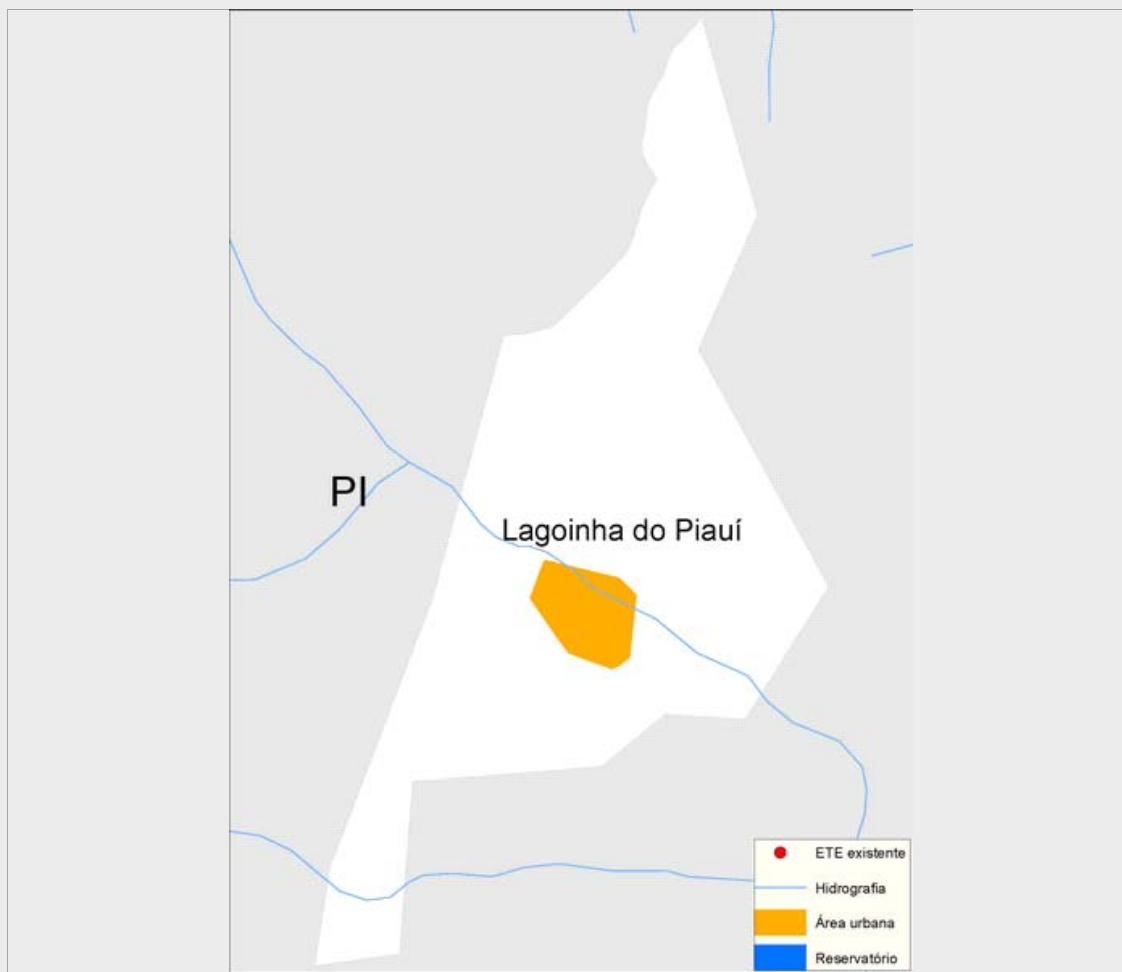 PI
Lagoinha do Piauí
ETE existente
Hidrografia
Área urbana
Reservatório